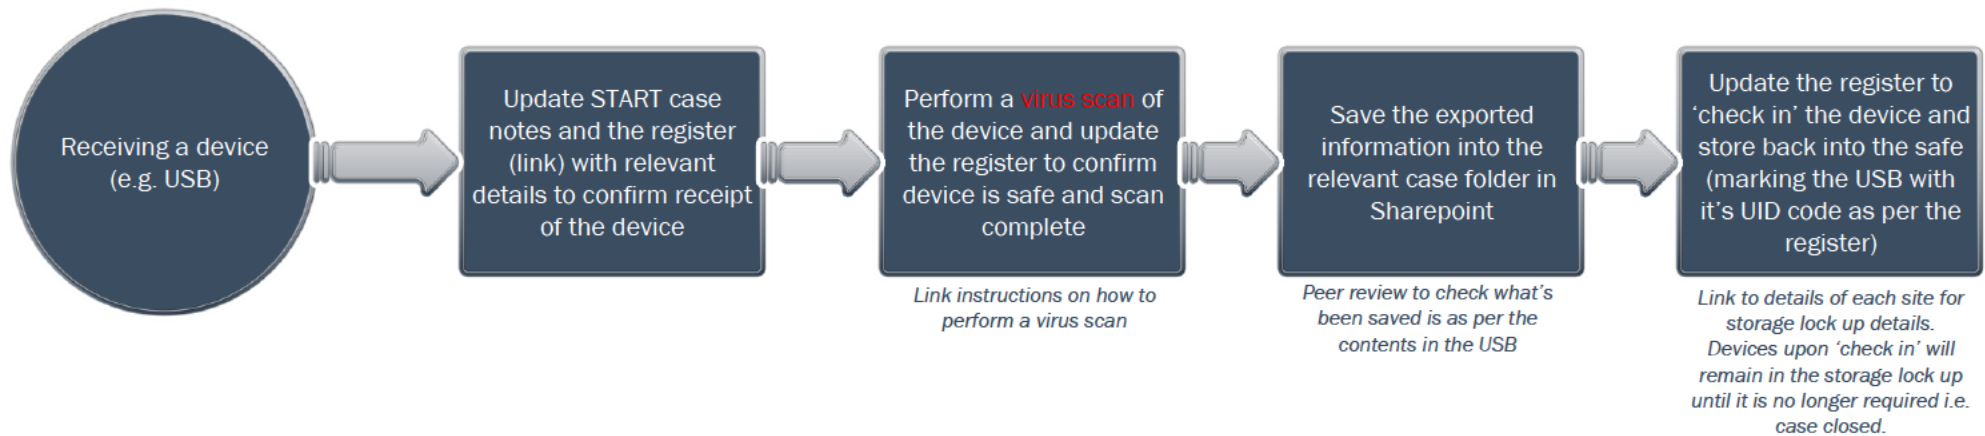 Receiving a device
(e.g. USB)
Update START case
notes and the register
(link) with relevant
details to confirm receipt
of the device
Perform a virus scan of
the device and update
the register to confirm
device is safe and scan
complete
Link instructions on how to
perform a virus scan
Save the exported
information into the
relevant case folder in
Sharepoint
Peer review to check what's
been saved is as per the
contents in the USB
Update the register to
‘check in’ the device and
store back into the safe
(marking the USB with
it’s UID code as per the
register)
Link to details of each site for
storage lock up details.
Devices upon ‘check in’ will
remain in the storage lock up
until it is no longer required i.e.
case closed.